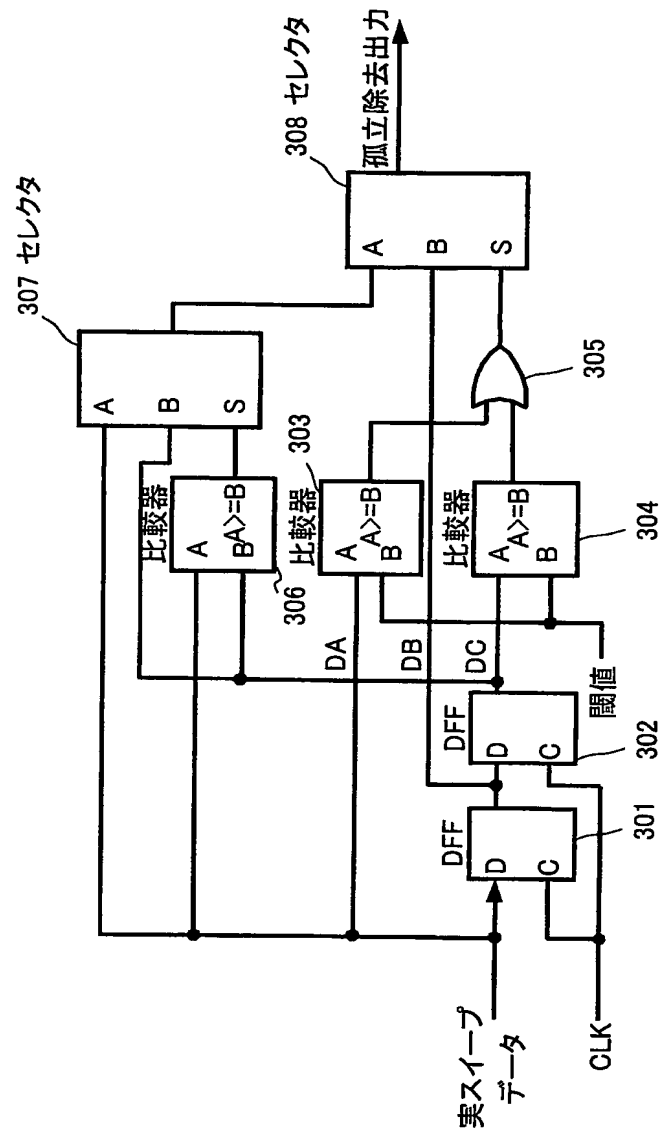 307 セレクタ
A
B
S
308 セレクタ
A
B
S
孤立除去出力
比較器
A
B
A>=B
306
比較器
303
A
A>=B
B
比較器
A
A>=B
B
304
305
DA
DB
DC
閾値
DFF
D
C
302
DFF
D
C
301
実スイープ
データ
CLK